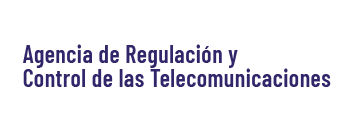 Agencia de Regulación y
Control de las Telecomunicaciones